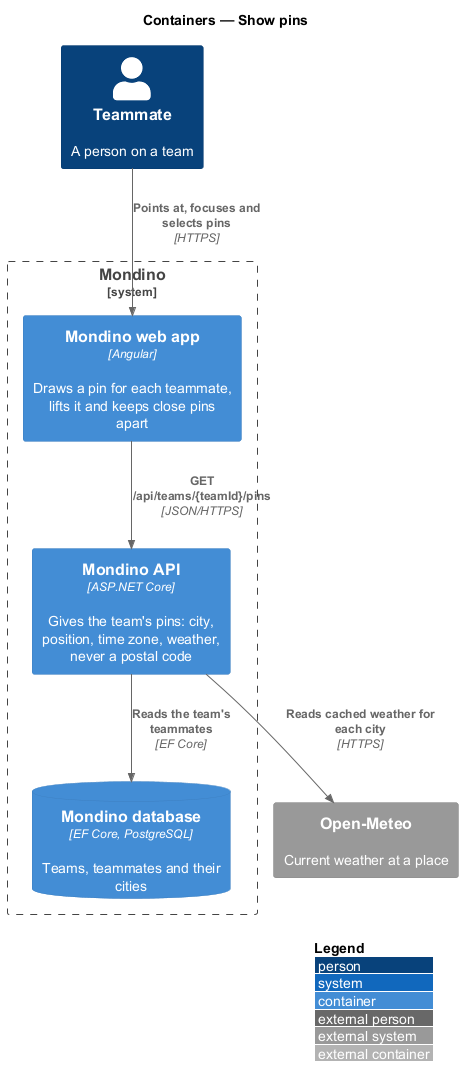 Containers — Show pins
Teammate
A person on a team
Points at, focuses and
selects pins
[HTTPS]
Mondino
[system]
Mondino web app
[Angular]
Draws a pin for each teammate,
lifts it and keeps close pins
apart
GET
/api/teams/{teamId}/pins
[JSON/HTTPS]
Mondino API
[ASP.NET Core]
Gives the team's pins: city,
position, time zone, weather,
never a postal code
Reads the team's
teammates
[EF Core]
Reads cached weather for
each city
[HTTPS]
Mondino database
[EF Core, PostgreSQL]
Teams, teammates and their
cities
Open-Meteo
Current weather at a place
Legend
person
system
container
external person
external system
external container